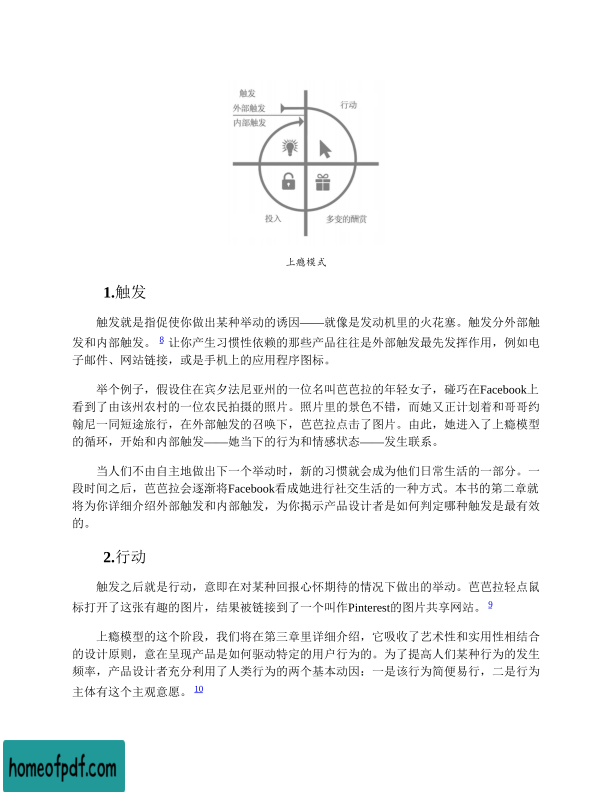 触发
外部触发
行动
内部触发
投入
多变的酬赏
上瘾模式
1.触发
触发就是指促使你做出某种举动的诱因——就像是发动机里的火花塞。触发分外部触
发和内部触发。 8 让你产生习惯性依赖的那些产品往往是外部触发最先发挥作用，例如电
子邮件、网站链接，或是手机上的应用程序图标。
举个例子，假设住在宾夕法尼亚州的一位名叫芭芭拉的年轻女子，碰巧在Facebook上
看到了由该州农村的一位农民拍摄的照片。照片里的景色不错，而她又正计划着和哥哥约
翰尼一同短途旅行，在外部触发的召唤下，芭芭拉点击了图片。由此，她进入了上瘾模型
的循环，开始和内部触发——她当下的行为和情感状态——发生联系。
当人们不由自主地做出下一个举动时，新的习惯就会成为他们日常生活的一部分。一
段时间之后，芭芭拉会逐渐将Facebook看成她进行社交生活的一种方式。本书的第二章就
将为你详细介绍外部触发和内部触发，为你揭示产品设计者是如何判定哪种触发是最有效
的。
2.行动
触发之后就是行动，意即在对某种回报心怀期待的情况下做出的举动。芭芭拉轻点鼠
标打开了这张有趣的图片，结果被链接到了一个叫作Pinterest的图片共享网站。 9
上瘾模型的这个阶段，我们将在第三章里详细介绍，它吸收了艺术性和实用性相结合
的设计原则，意在呈现产品是如何驱动特定的用户行为的。为了提高人们某种行为的发生
频率，产品设计者充分利用了人类行为的两个基本动因：一是该行为简便易行，二是行为
主体有这个主观意愿。 10
homeofpdf.com